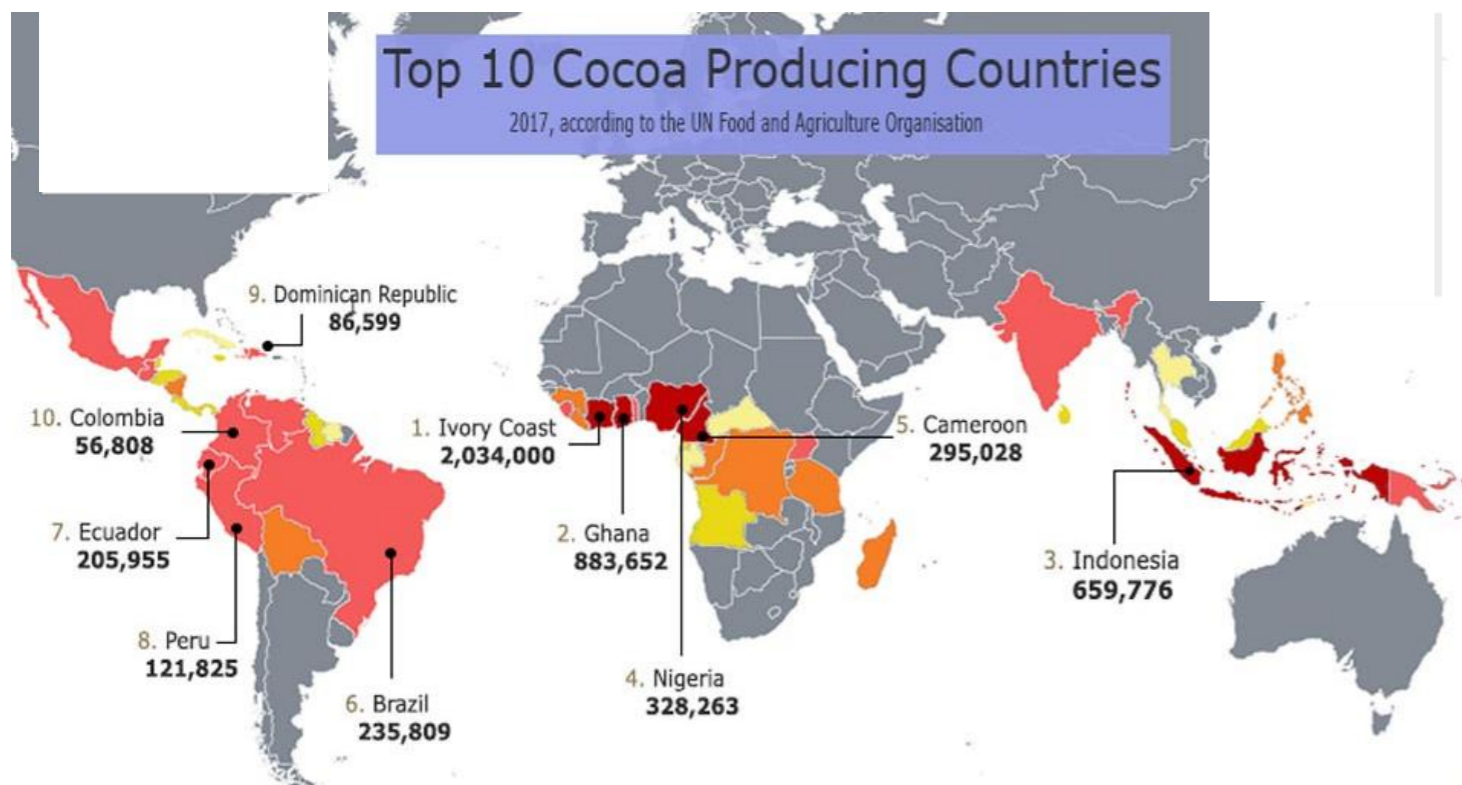 Top 10 Cocoa Producing Countries
2017, according to the UN Food and Agriculture Organisation
9. Dominican Republic
86,599
10. Colombia
56,808
1. Ivory Coast
2,034,000
5. Cameroon
295,028
7. Ecuador
205,955
2. Ghana
883,652
3. Indonesia
659,776
8. Peru
121,825
4. Nigeria
328,263
6. Brazil
235,809